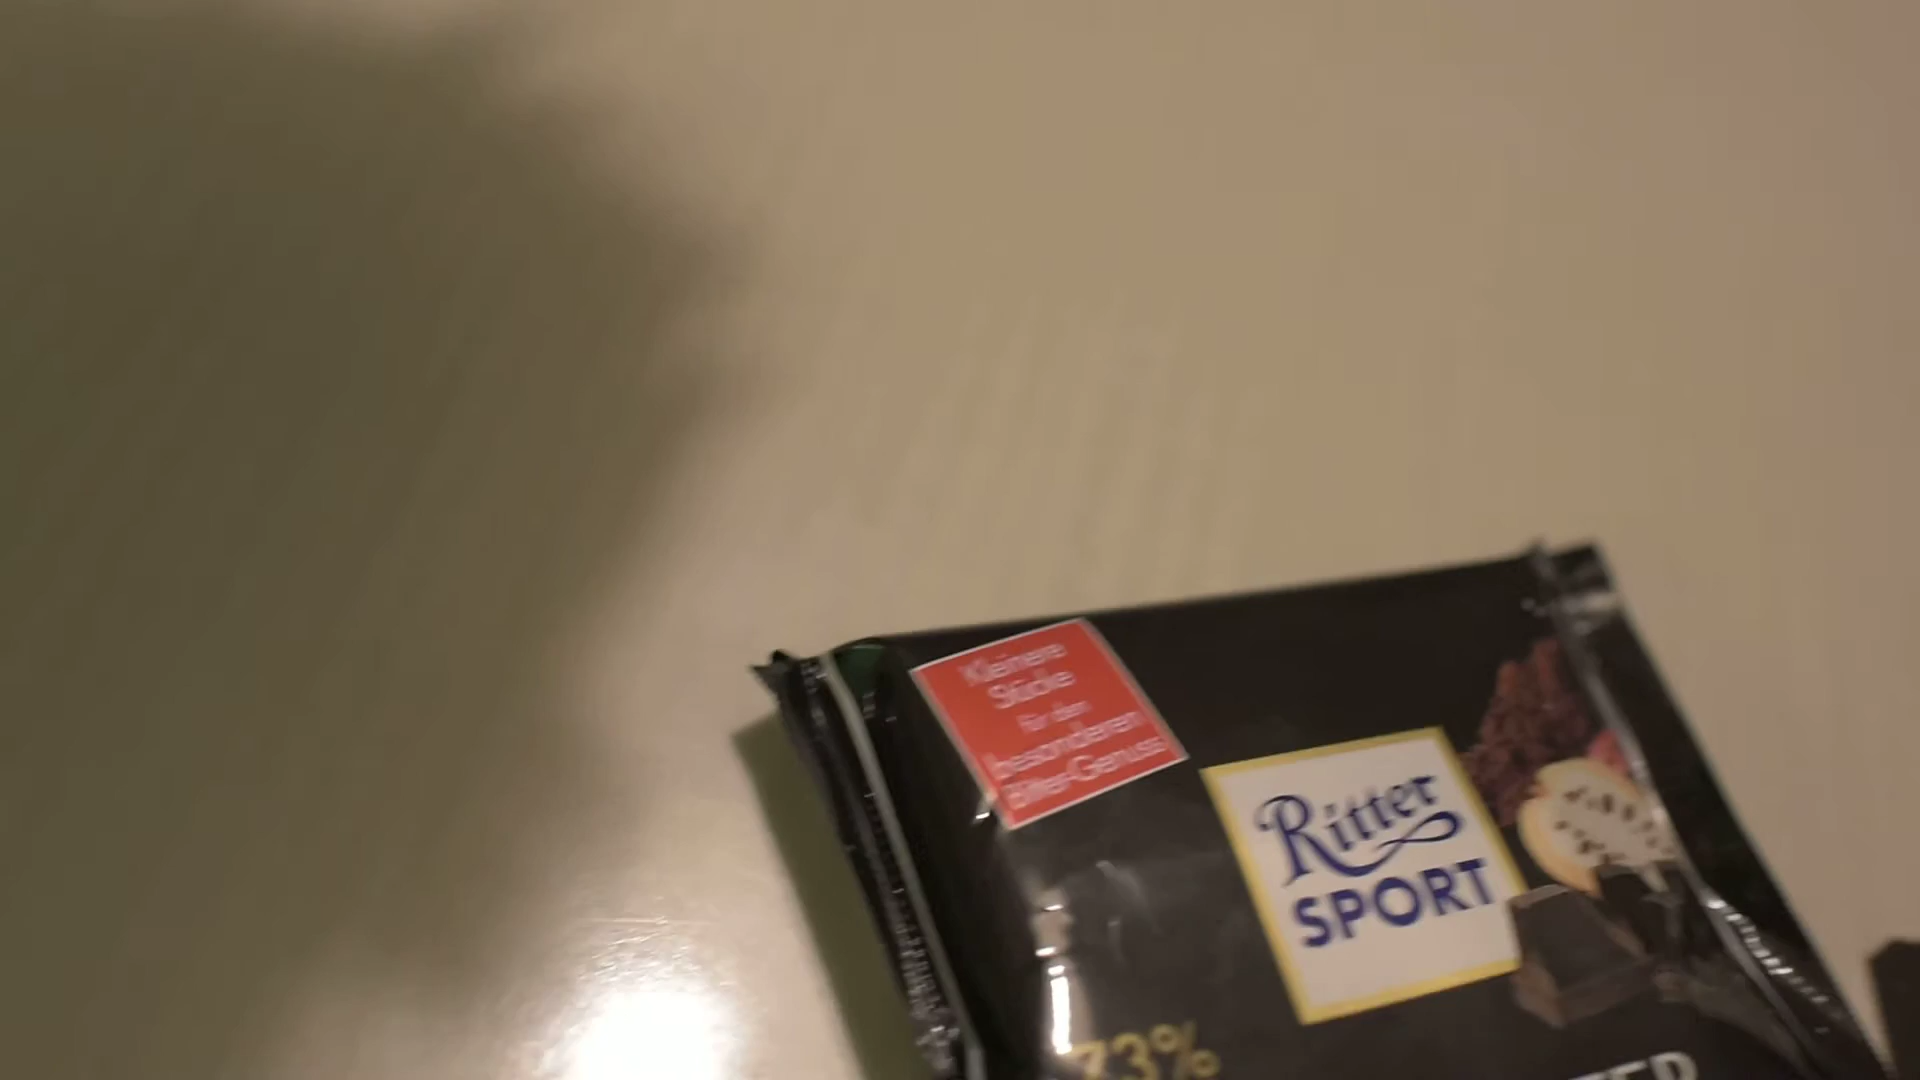 Kleinere
Stücke
für den
besonderen
Bitter-Genuss
Ritter
SPORT
73%